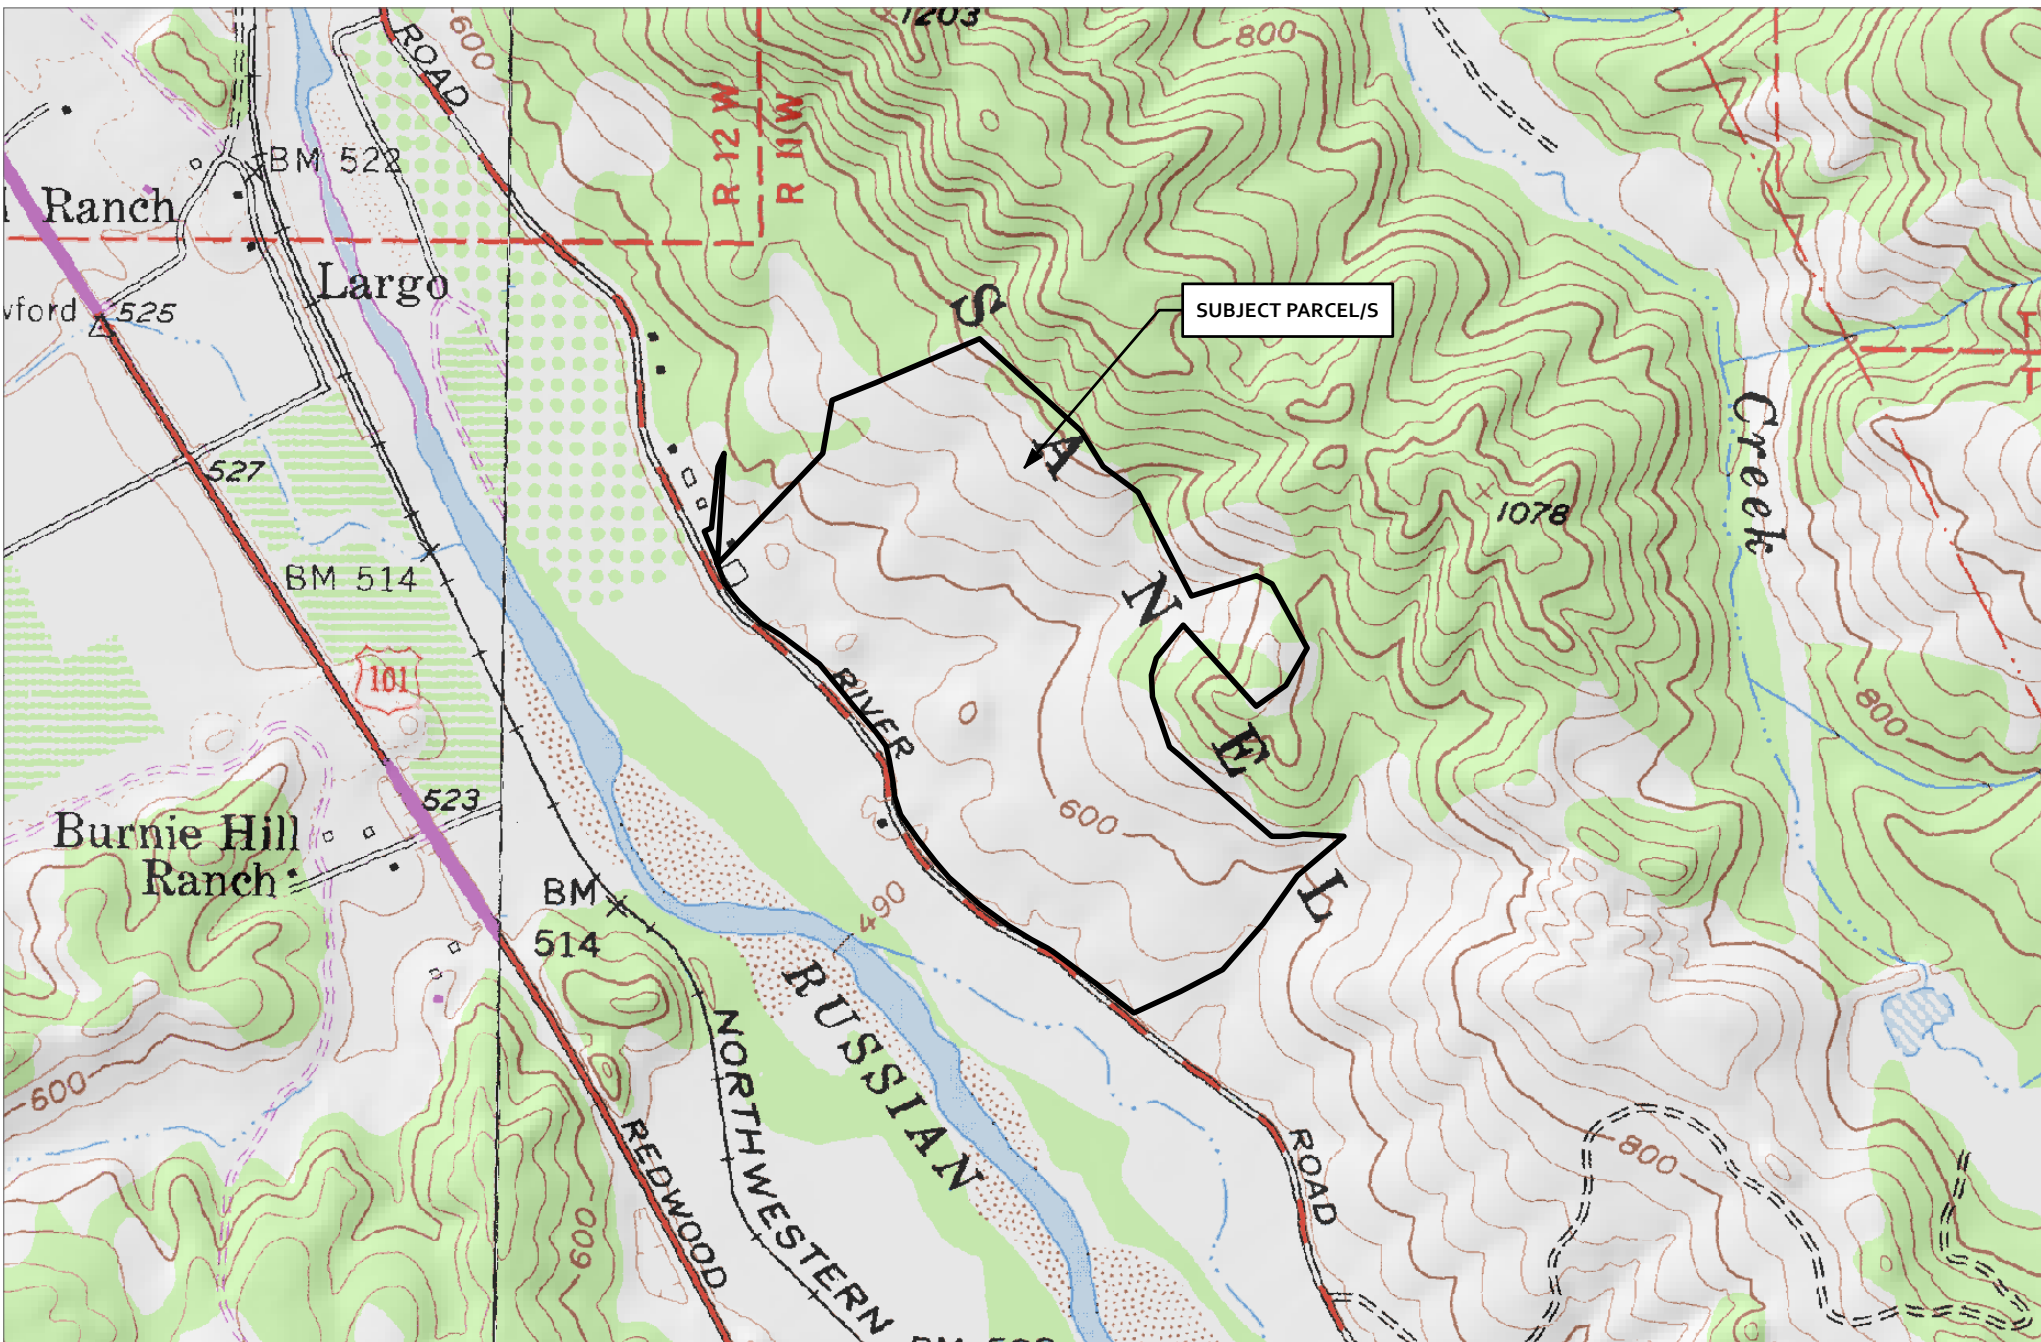 1203
ROAD
600
800
R 12 W
R 11 W
BM 522
Ranch
Largo
525
SUBJECT PARCEL/S
S
A
N
E
L
Creek
527
1078
BM 514
101
RIVER
800
523
600
Burnie Hill
Ranch
BM
514
490
RUSSIAN
NORTHWESTERN
600
REDWOOD
600
ROAD
800